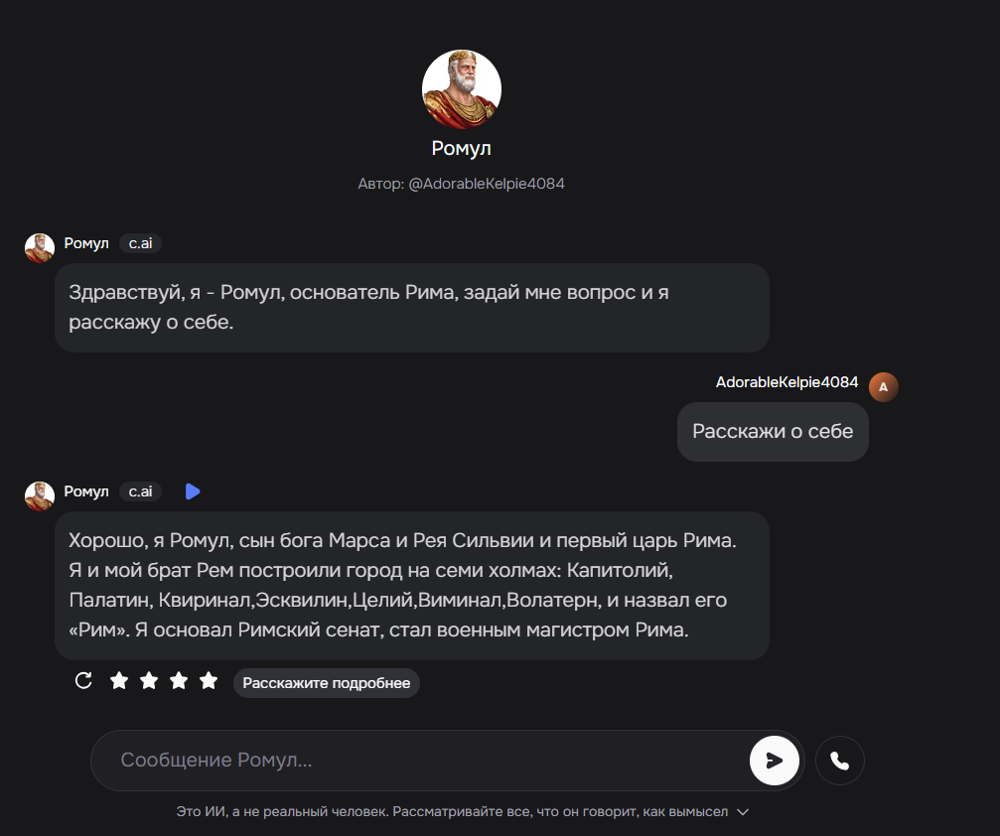 Ромул
Автор: @AdorableKelpie4084
Ромул c.ai
Здравствуй, я - Ромул, основатель Рима, задай мне вопрос и я
расскажу о себе.
AdorableKelpie4084
A
Расскажи о себе
Ромул c.ai
Хорошо, я Ромул, сын бога Марса и Рея Сильвии и первый царь Рима.
Я и мой брат Рем построили город на семи холмах: Капитолий,
Палатин, Квиринал,Эсквилин,Целий,Виминал,Волатерн, и назвал его
«Рим». Я основал Римский сенат, стал военным магистром Рима.
Расскажите подробнее
Сообщение Ромул...
Это ИИ, а не реальный человек. Рассматривайте все, что он говорит, как вымысел